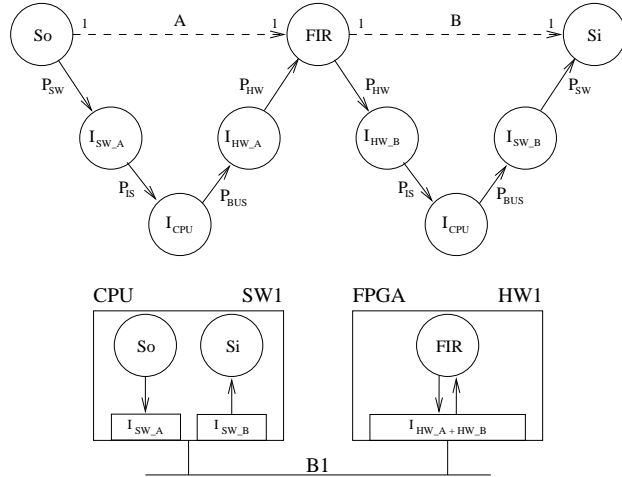 So 1 A 1 FIR 1 B 1 Si
P_SW P_HW P_HW P_SW
I_SW_A I_HW_A I_HW_B I_SW_B
P_IS P_BUS P_IS P_BUS
I_CPU I_CPU
CPU SW1 FPGA HW1
So Si FIR
I_SW_A I_SW_B I_HW_A + HW_B
B1